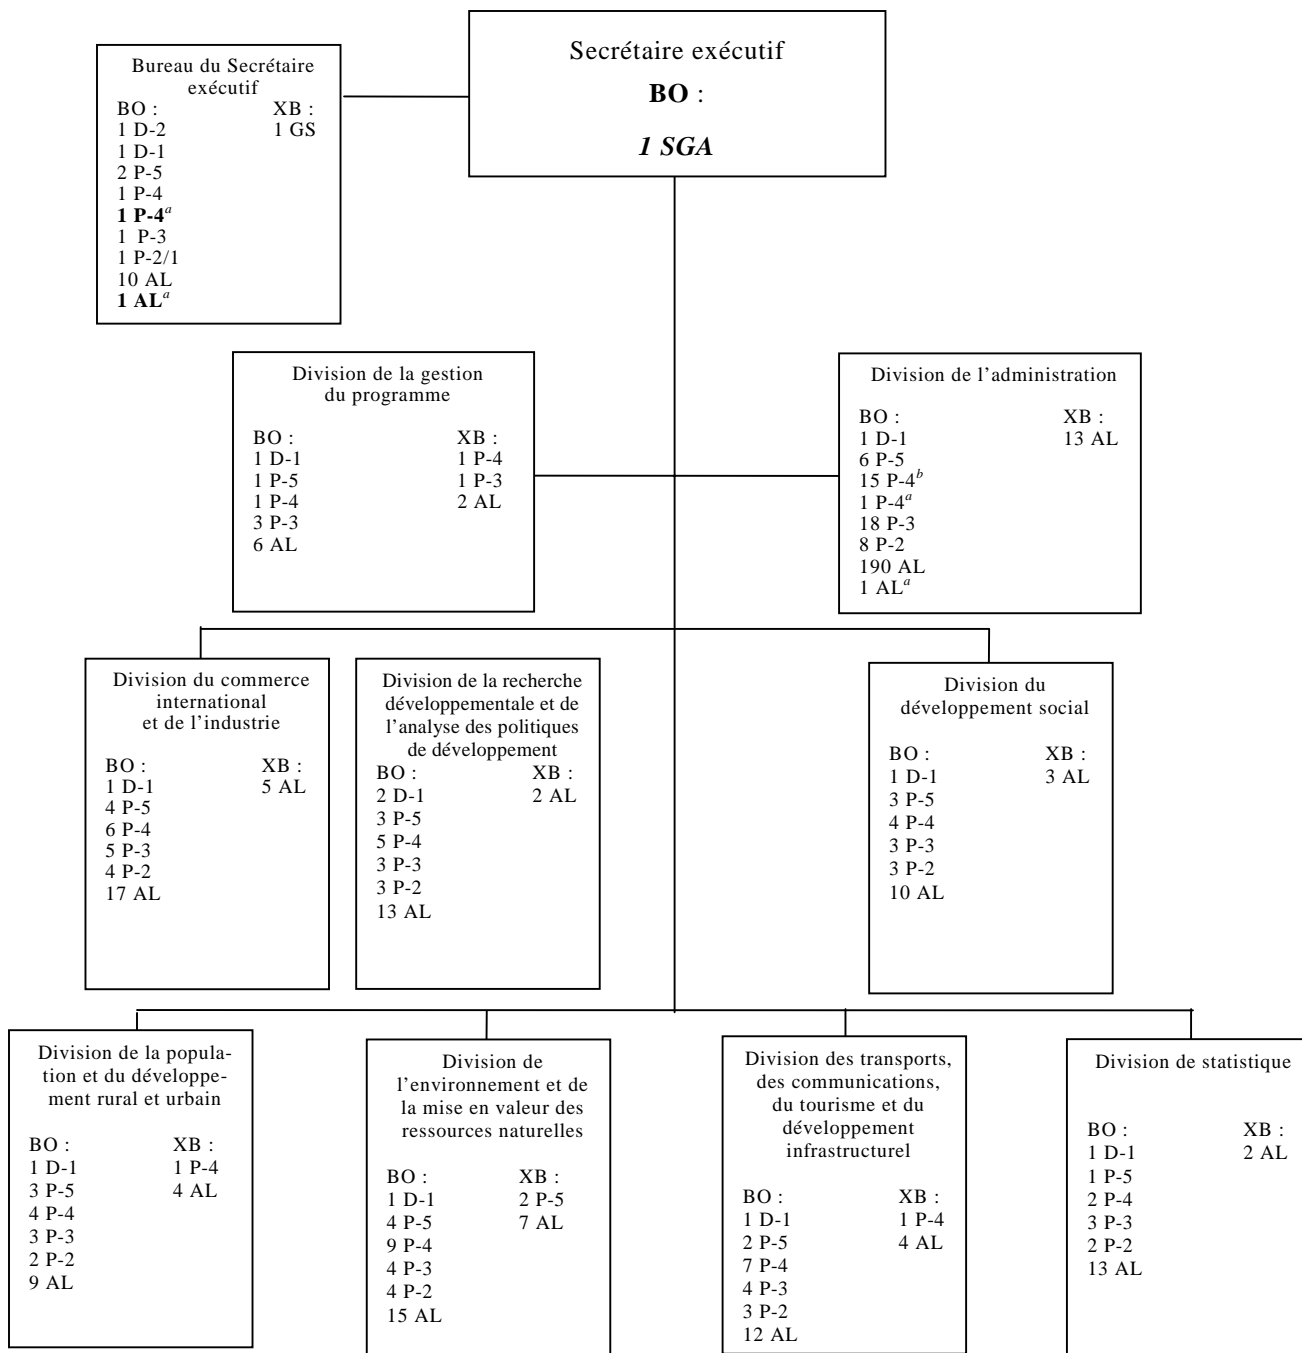 Secrétaire exécutif
BO :
1 SGA
Bureau du Secrétaire
exécutif
BO : XB :
1 D-2 1 GS
1 D-1
2 P-5
1 P-4
1 P-4a
1 P-3
1 P-2/1
10 AL
1 ALa
Division de la gestion
du programme
BO : XB :
1 D-1 1 P-4
1 P-5 1 P-3
1 P-4 2 AL
3 P-3
6 AL
Division de l’administration
BO : XB :
1 D-1 13 AL
6 P-5
15 P-4b
1 P-4a
18 P-3
8 P-2
190 AL
1 ALa
Division du commerce
international
et de l’industrie
BO : XB :
1 D-1 5 AL
4 P-5
6 P-4
5 P-3
4 P-2
17 AL
Division de la recherche
développementale et de
l’analyse des politiques
de développement
BO : XB :
2 D-1 2 AL
3 P-5
5 P-4
3 P-3
3 P-2
13 AL
Division du
développement social
BO : XB :
1 D-1 3 AL
3 P-5
4 P-4
3 P-3
3 P-2
10 AL
Division de la popula-
tion et du développe-
ment rural et urbain
BO : XB :
1 D-1 1 P-4
3 P-5 4 AL
4 P-4
3 P-3
2 P-2
9 AL
Division de
l’environnement et de
la mise en valeur des
ressources naturelles
BO : XB :
1 D-1 2 P-5
4 P-5 7 AL
9 P-4
4 P-3
4 P-2
15 AL
Division des transports,
des communications,
du tourisme et du
développement
infrastructurel
BO : XB :
1 D-1 1 P-4
2 P-5 4 AL
7 P-4
4 P-3
3 P-2
12 AL
Division de statistique
BO : XB :
1 D-1 2 AL
1 P-5
2 P-4
3 P-3
2 P-2
13 AL